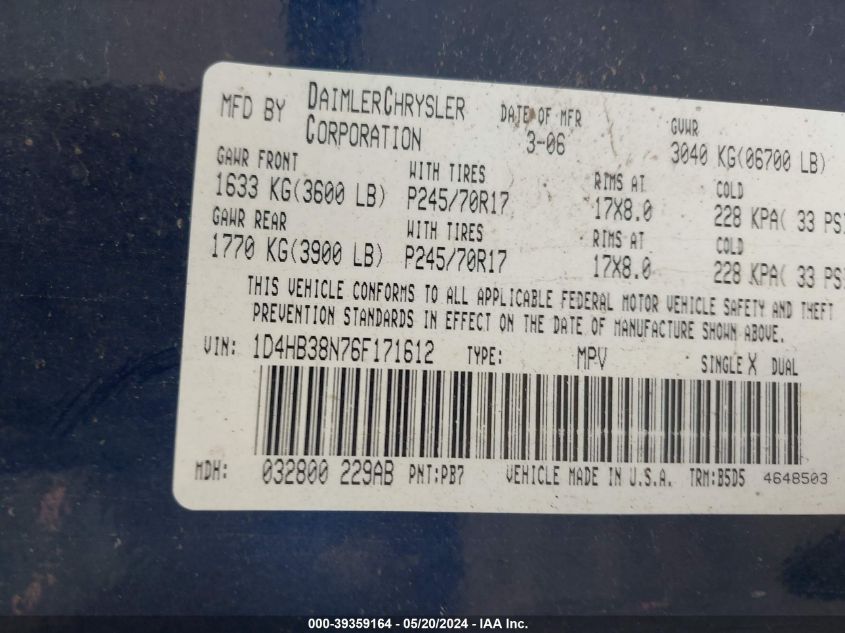 MFD BY DAIMLERCHRYSLER CORPORATION DATE OF MFR 3-06 GVWR 3040 KG(06700 LB)
GAWR FRONT WITH TIRES RIMS AT COLD
1633 KG(3600 LB) P245/70R17 17X8.0 228 KPA( 33 PSI
GAWR REAR WITH TIRES RIMS AT COLD
1770 KG(3900 LB) P245/70R17 17X8.0 228 KPA( 33 PSI
THIS VEHICLE CONFORMS TO ALL APPLICABLE FEDERAL MOTOR VEHICLE SAFETY AND THEFT
PREVENTION STANDARDS IN EFFECT ON THE DATE OF MANUFACTURE SHOWN ABOVE.
VIN: 1D4HB38N76F171612 TYPE: MPV SINGLE X DUAL
MDH: 032800 229AB PNT:PB7 VEHICLE MADE IN U.S.A. TRM:B5D5 4648503
000-39359164 - 05/20/2024 - IAA Inc.